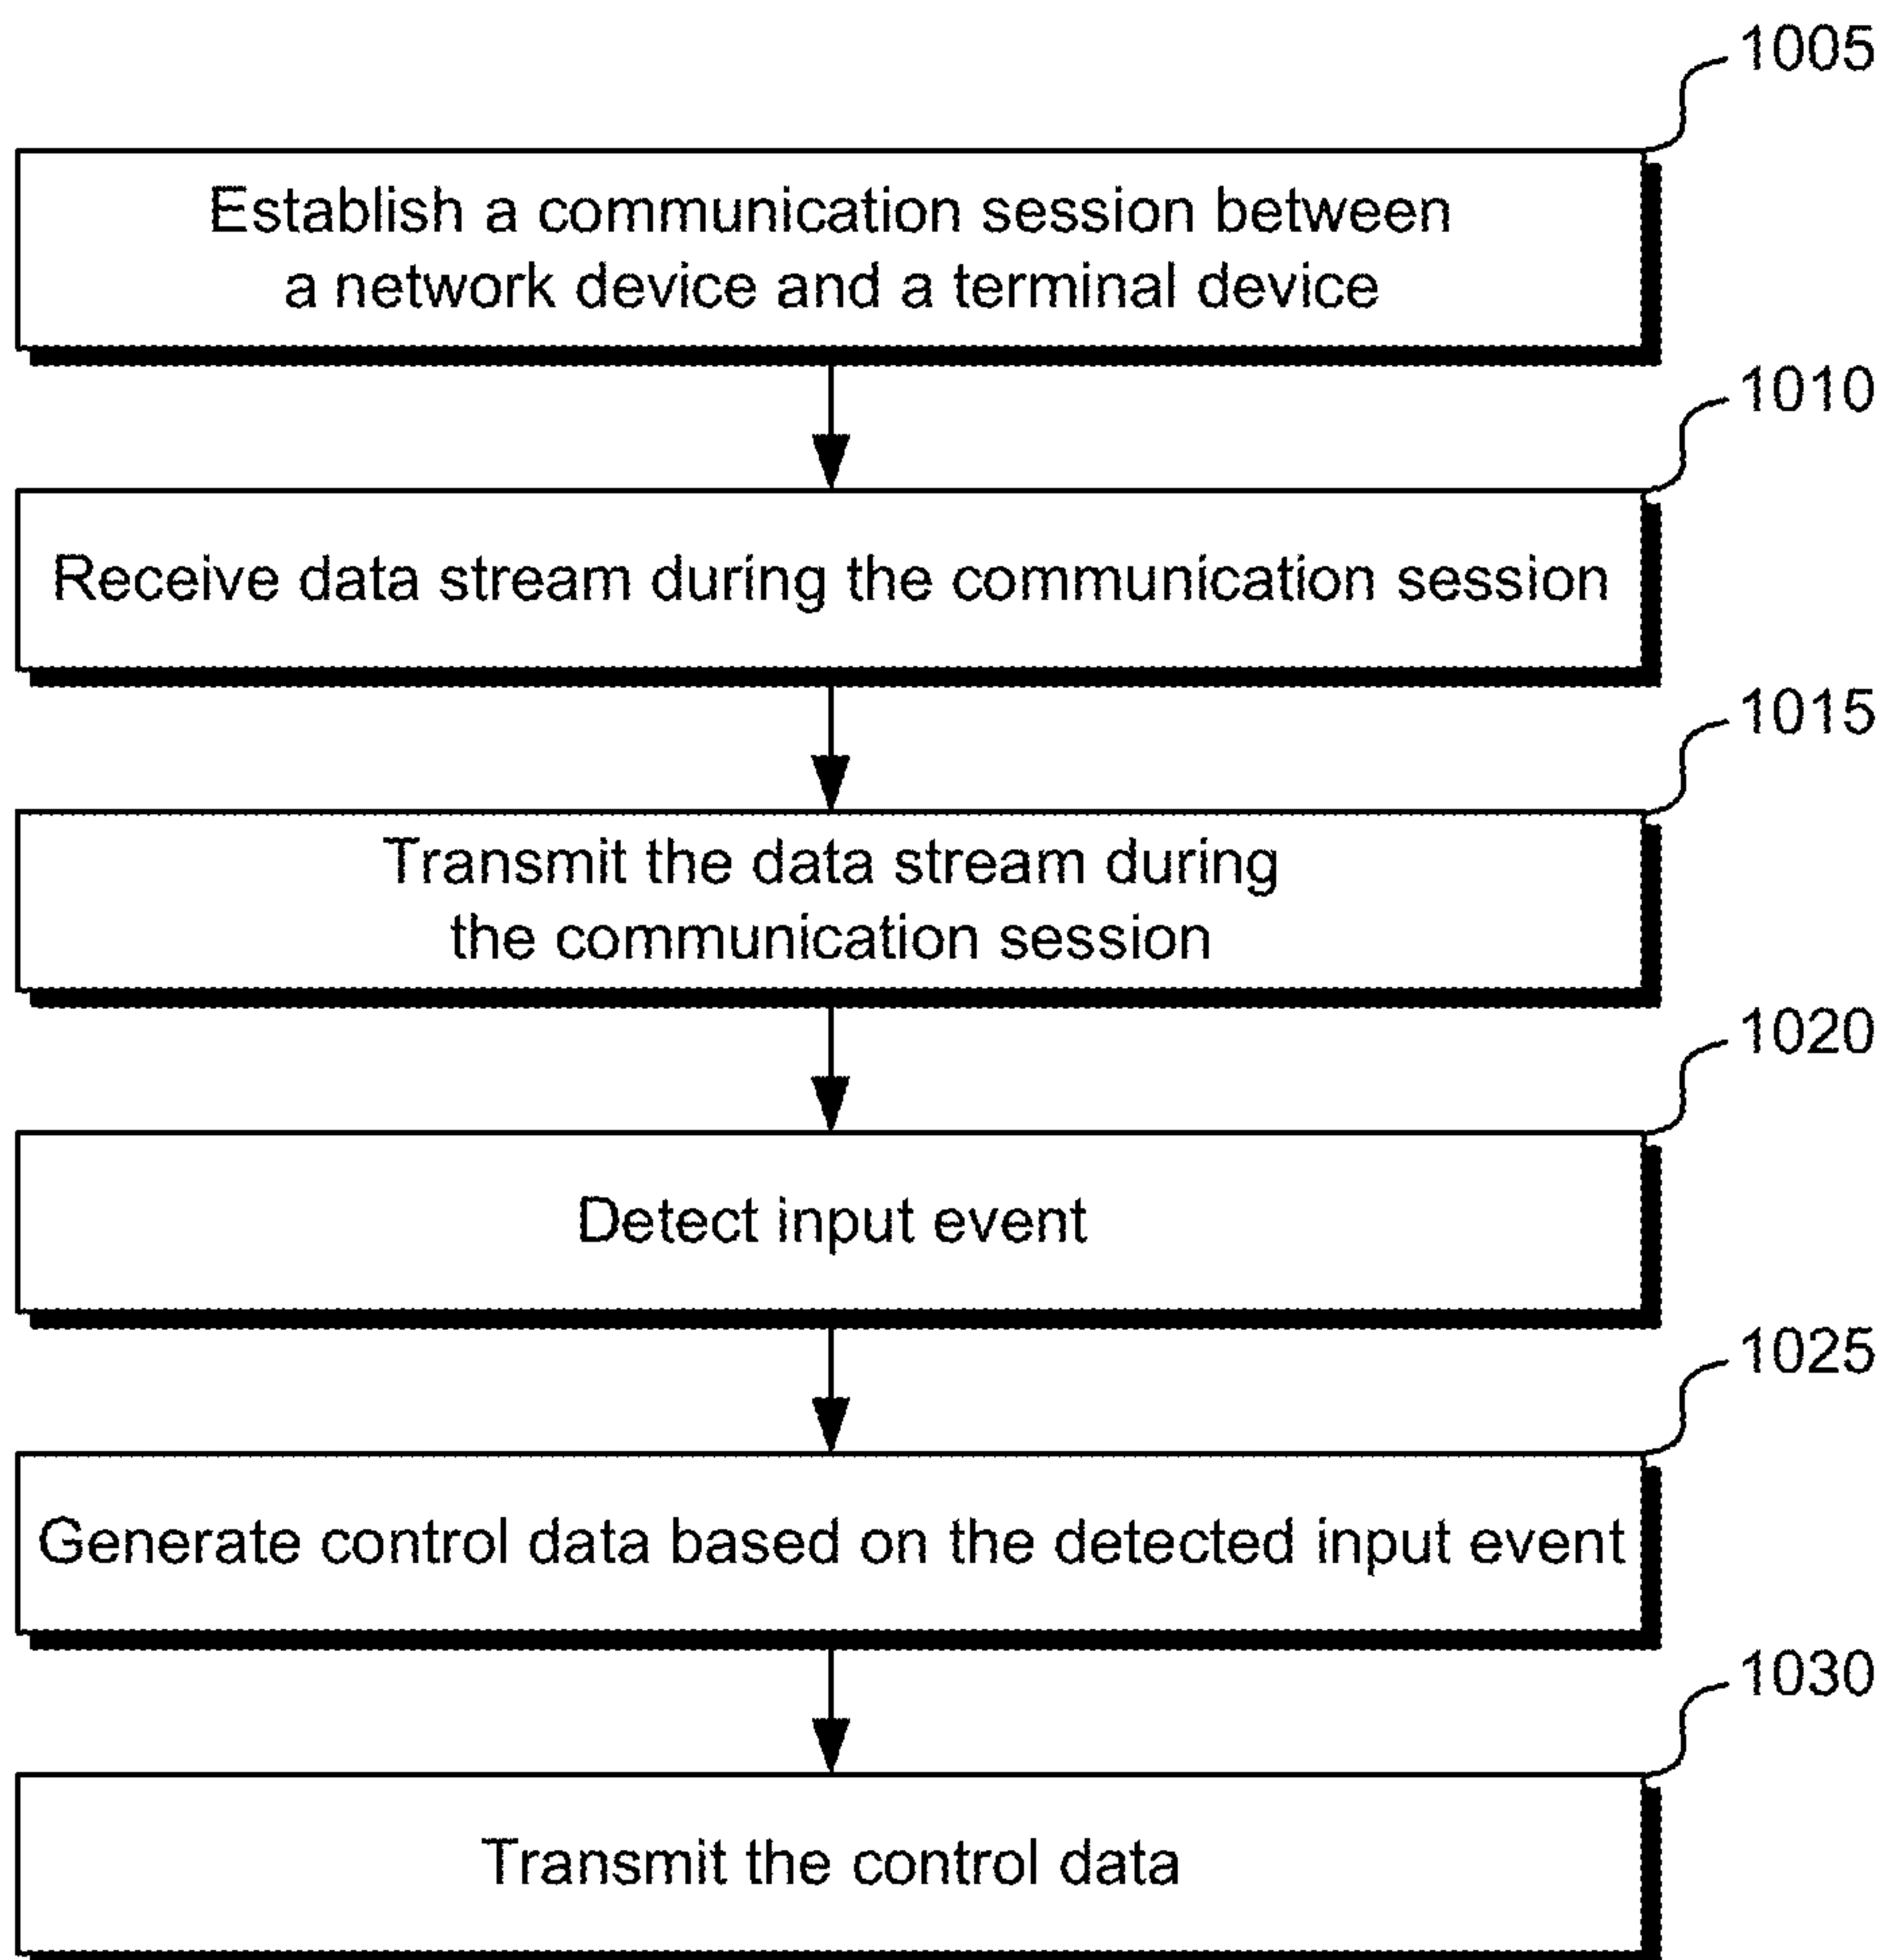 1005
Establish a communication session between
a network device and a terminal device
1010
Receive data stream during the communication session
1015
Transmit the data stream during
the communication session
1020
Detect input event
1025
Generate control data based on the detected input event
1030
Transmit the control data